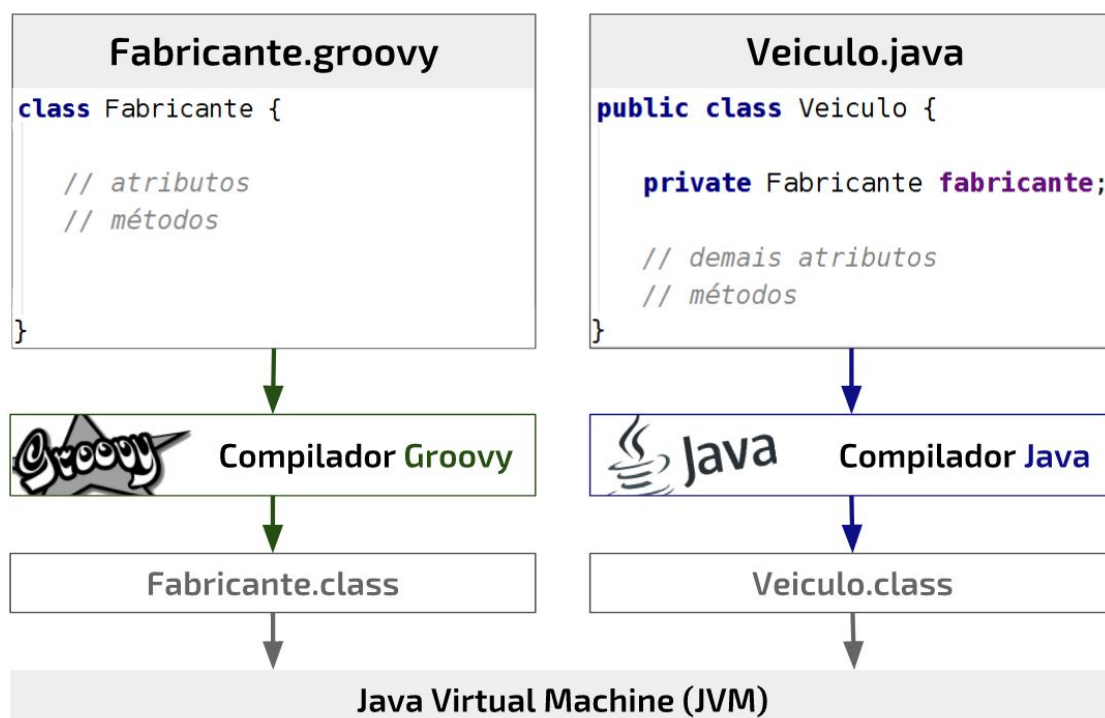 Fabricante.groovy
class Fabricante {
// atributos
// métodos
}
Groovy
Compilador Groovy
Fabricante.class
Veiculo.java
public class Veiculo {
private Fabricante fabricante;
// demais atributos
// métodos
}
Java
Compilador Java
Veiculo.class
Java Virtual Machine (JVM)